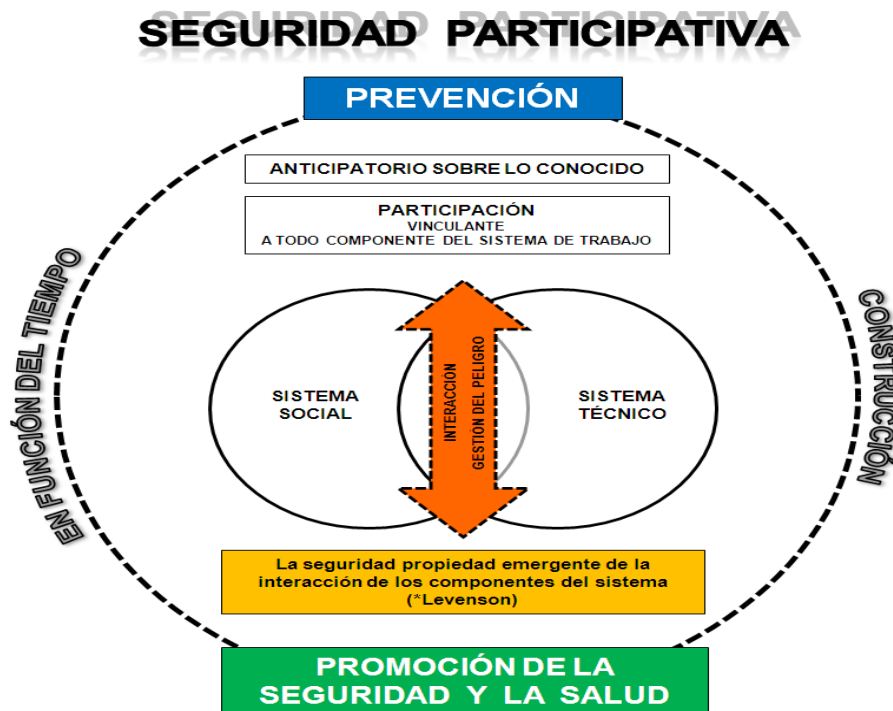 SEGURIDAD PARTICIPATIVA
PREVENCIÓN
ANTICIPATORIO SOBRE LO CONOCIDO
PARTICIPACIÓN
VINCULANTE
A TODO COMPONENTE DEL SISTEMA DE TRABAJO
EN FUNCIÓN DEL TIEMPO
CONSTRUCCIÓN
SISTEMA
SOCIAL
INTERACCIÓN
GESTIÓN DEL PELIGRO
SISTEMA
TÉCNICO
La seguridad propiedad emergente de la
interacción de los componentes del sistema
(*Levenson)
PROMOCIÓN DE LA
SEGURIDAD Y LA SALUD